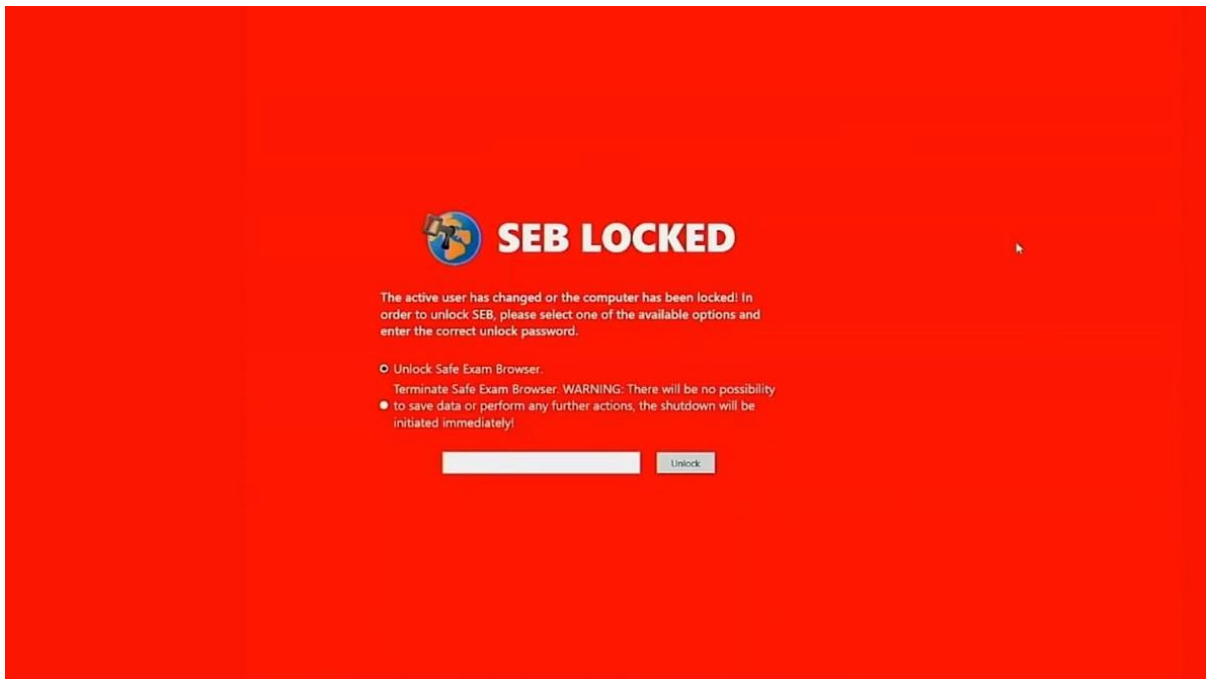 SEB LOCKED
The active user has changed or the computer has been locked! In
order to unlock SEB, please select one of the available options and
enter the correct unlock password.
Unlock Safe Exam Browser.
Terminate Safe Exam Browser. WARNING: There will be no possibility
to save data or perform any further actions, the shutdown will be
initiated immediately!
Unlock